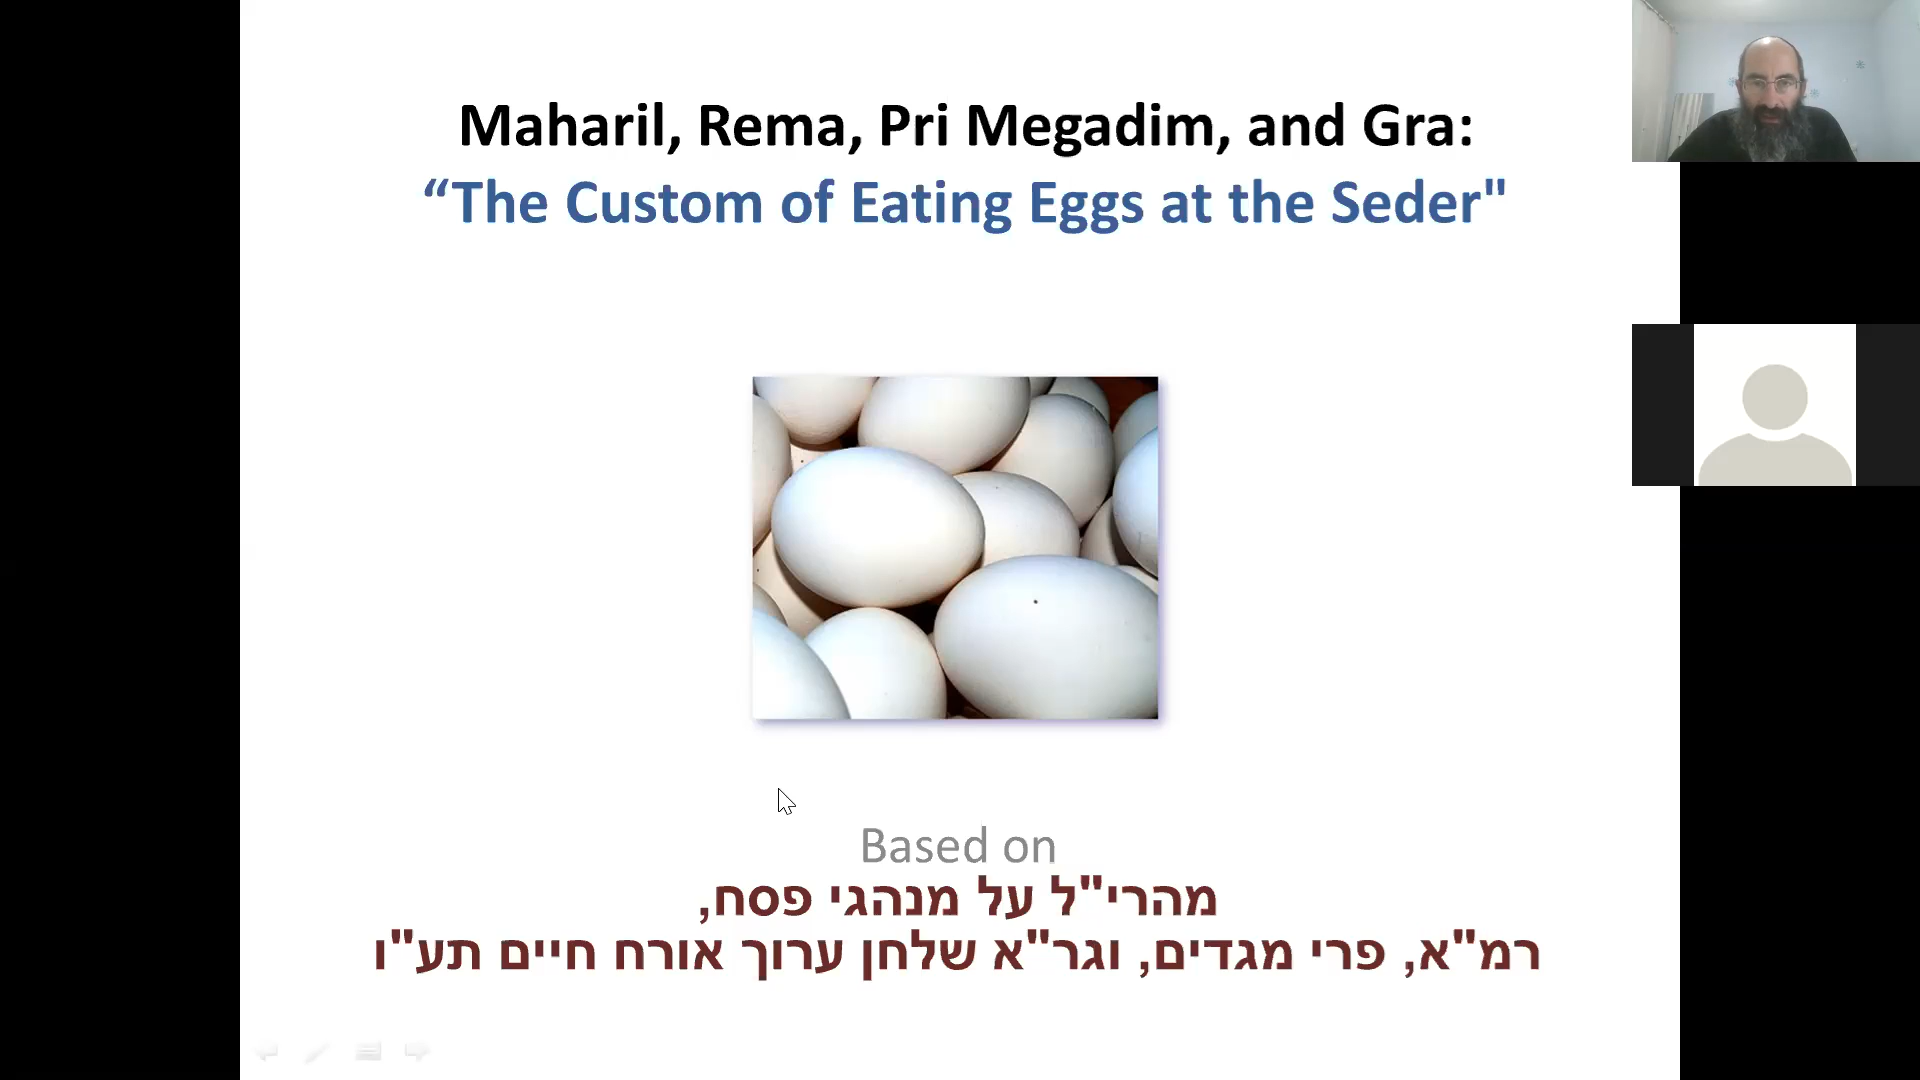 Maharil, Rema, Pri Megadim, and Gra:
“The Custom of Eating Eggs at the Seder"
Based on
מהרי"ל על מנהגי פסח,
רמ"א, פרי מגדים, וגר"א שלחן ערוך אורח חיים תע"ו